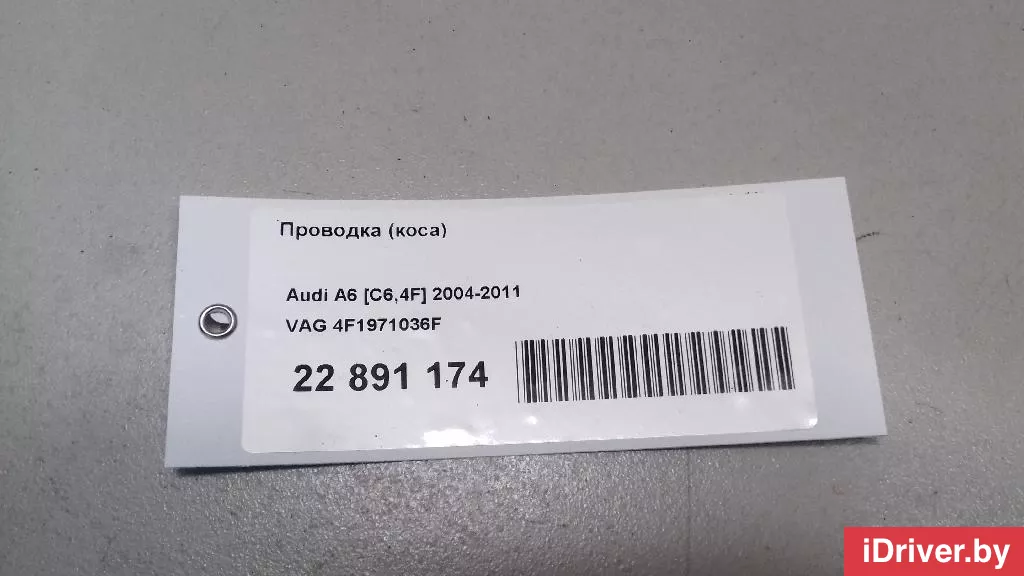 Проводка (коса)
Audi A6 [C6,4F] 2004-2011
VAG 4F1971036F
22 891 174
iDriver.by